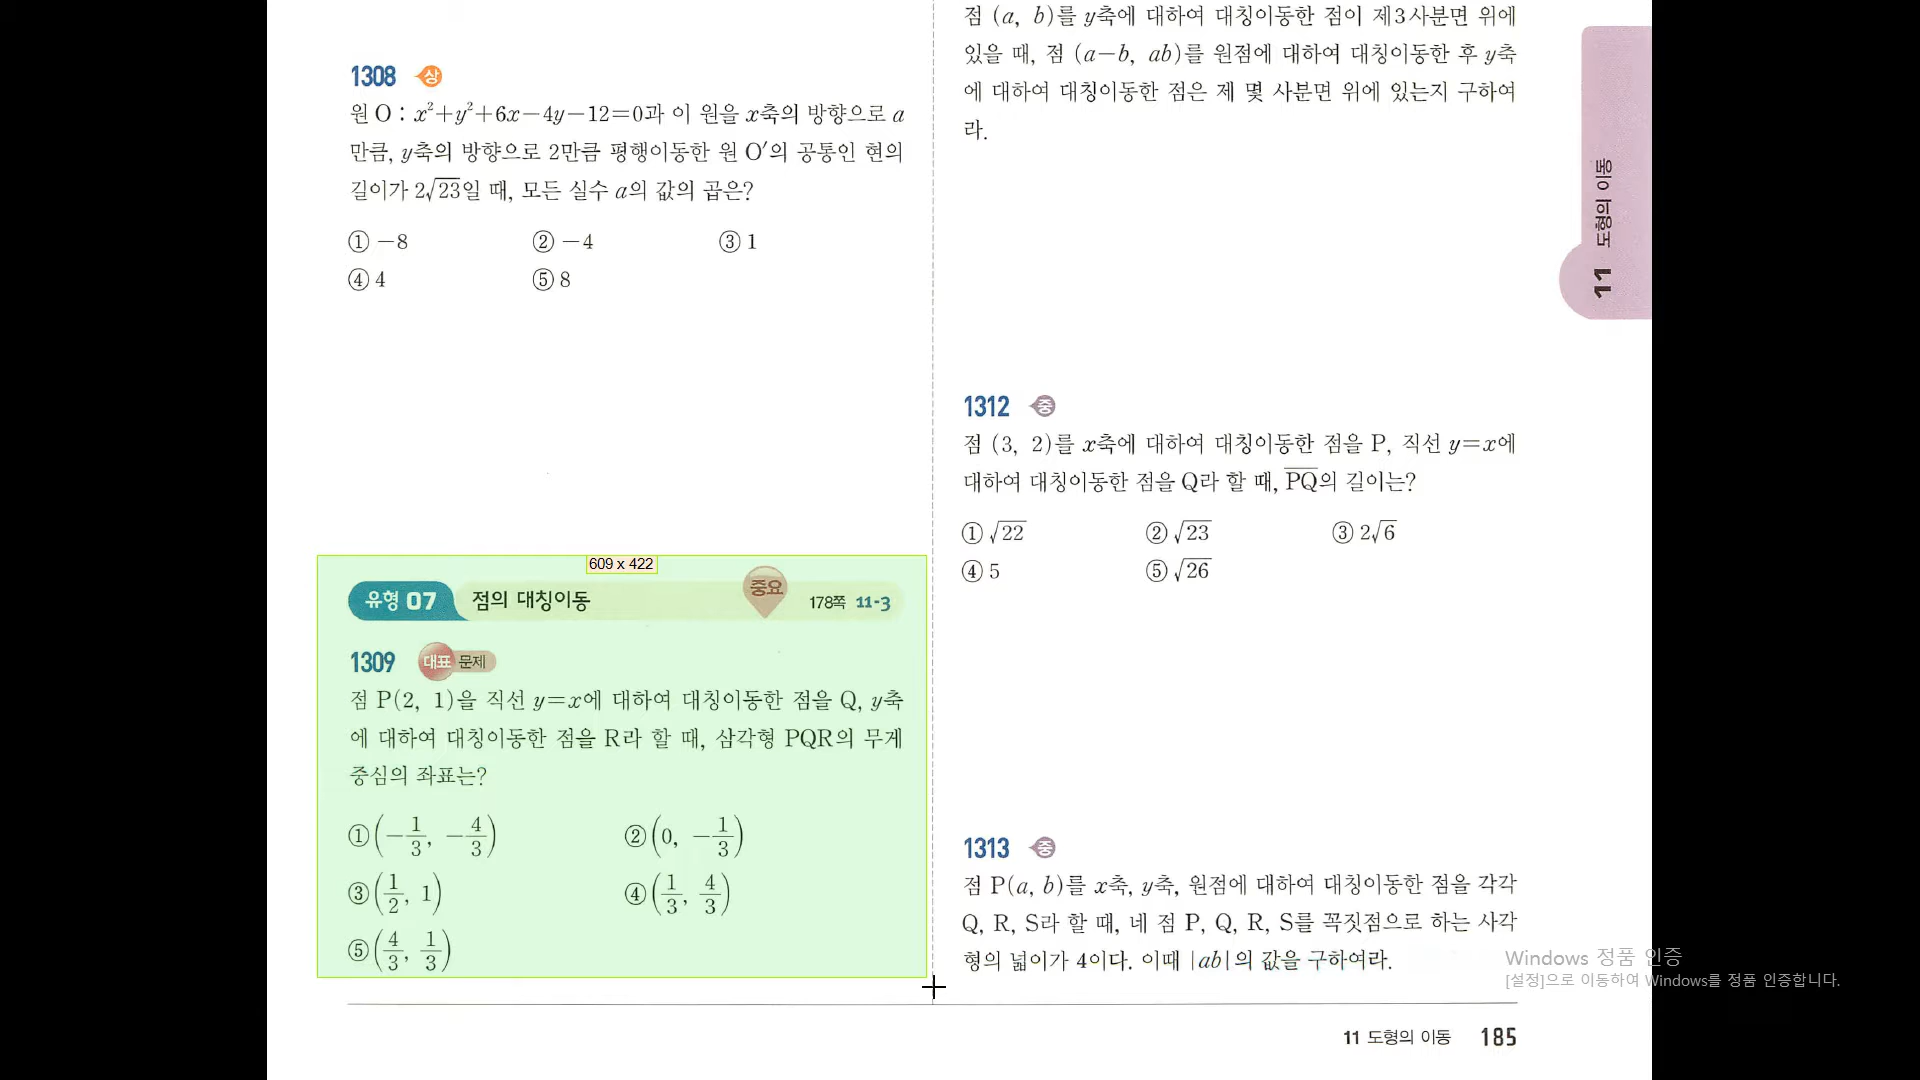 1308 상
원 O : x²+y²+6x−4y−12=0과 이 원을 x축의 방향으로 a
만큼, y축의 방향으로 2만큼 평행이동한 원 O′의 공통인 현의
길이가 2√23일 때, 모든 실수 a의 값의 곱은?
① −8 ② −4 ③ 1
④ 4 ⑤ 8
609 x 422
유형 07 점의 대칭이동 중요 178쪽 11-3
1309 대표 문제
점 P(2, 1)을 직선 y=x에 대하여 대칭이동한 점을 Q, y축
에 대하여 대칭이동한 점을 R라 할 때, 삼각형 PQR의 무게
중심의 좌표는?
① (−1/3, −4/3) ② (0, −1/3)
③ (1/2, 1) ④ (1/3, 4/3)
⑤ (4/3, 1/3)
점 (a, b)를 y축에 대하여 대칭이동한 점이 제3사분면 위에
있을 때, 점 (a−b, ab)를 원점에 대하여 대칭이동한 후 y축
에 대하여 대칭이동한 점은 제 몇 사분면 위에 있는지 구하여
라.
1312 중
점 (3, 2)를 x축에 대하여 대칭이동한 점을 P, 직선 y=x에
대하여 대칭이동한 점을 Q라 할 때, P̅Q̅의 길이는?
① √22 ② √23 ③ 2√6
④ 5 ⑤ √26
1313 중
점 P(a, b)를 x축, y축, 원점에 대하여 대칭이동한 점을 각각
Q, R, S라 할 때, 네 점 P, Q, R, S를 꼭짓점으로 하는 사각
형의 넓이가 4이다. 이때 |ab|의 값을 구하여라.
11 도형의 이동
Windows 정품 인증
[설정]으로 이동하여 Windows를 정품 인증합니다.
11 도형의 이동 185